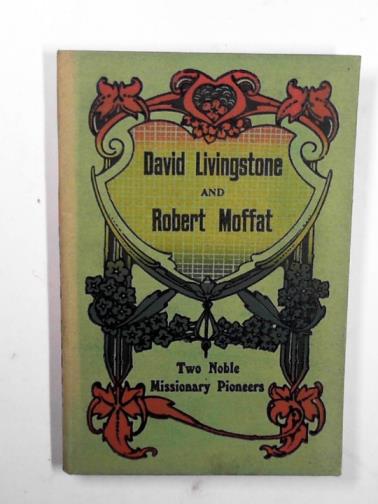 David Livingstone
AND
Robert Moffat
Two Noble
Missionary Pioneers